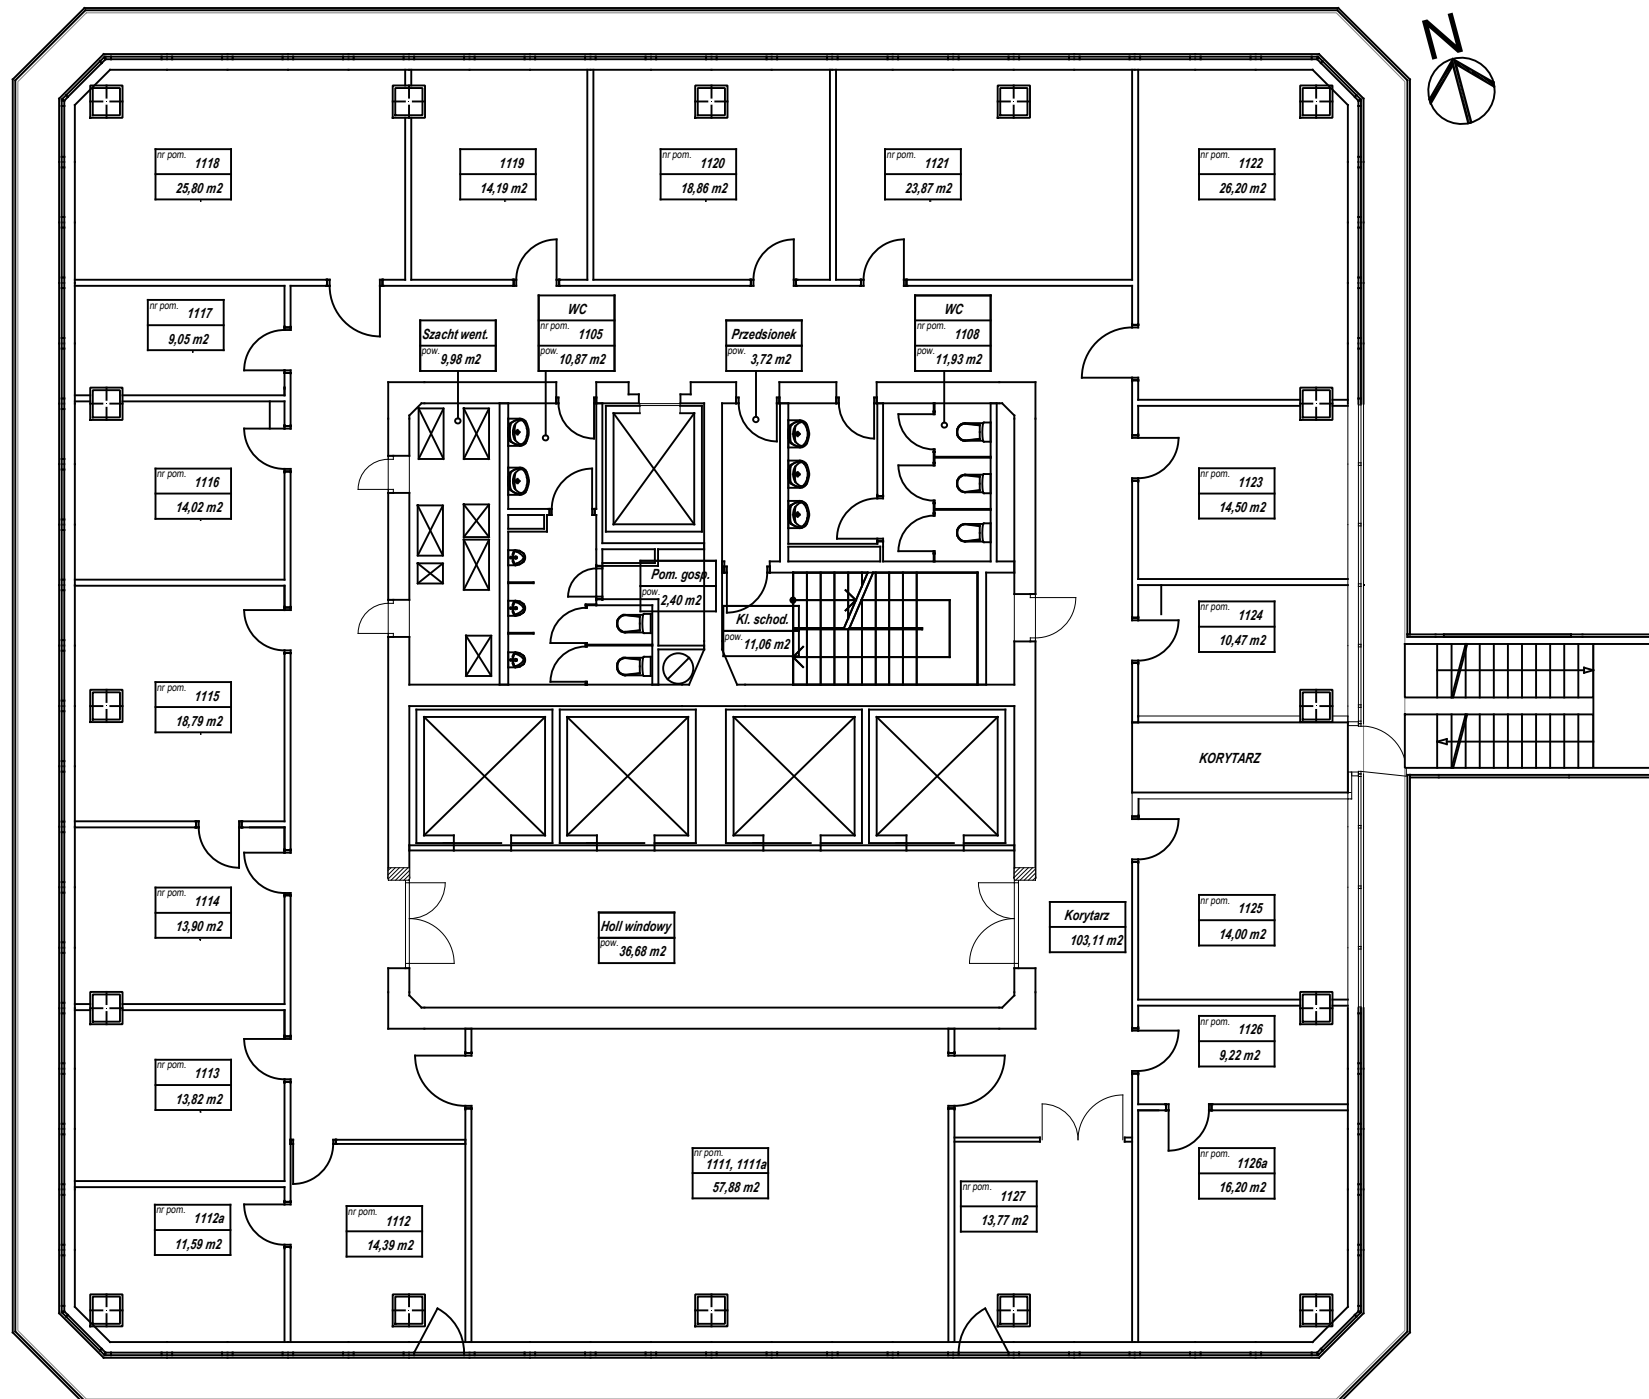 N
nr pom. 1118
25,80 m2
1119
14,19 m2
nr pom. 1120
18,86 m2
nr pom. 1121
23,87 m2
nr pom. 1122
26,20 m2
nr pom. 1117
9,05 m2
Szacht went.
pow. 9,98 m2
WC
nr pom. 1105
pow. 10,87 m2
Przedsionek
pow. 3,72 m2
WC
nr pom. 1108
pow. 11,93 m2
nr pom. 1116
14,02 m2
nr pom. 1123
14,50 m2
Pom. gosp.
pow. 2,40 m2
Kl. schod.
pow. 11,06 m2
nr pom. 1124
10,47 m2
nr pom. 1115
18,79 m2
KORYTARZ
nr pom. 1114
13,90 m2
Holl windowy
pow. 36,68 m2
Korytarz
103,11 m2
nr pom. 1125
14,00 m2
nr pom. 1113
13,82 m2
nr pom. 1126
9,22 m2
nr pom. 1111, 1111a
57,88 m2
nr pom. 1126a
16,20 m2
nr pom. 1112a
11,59 m2
nr pom. 1112
14,39 m2
nr pom. 1127
13,77 m2